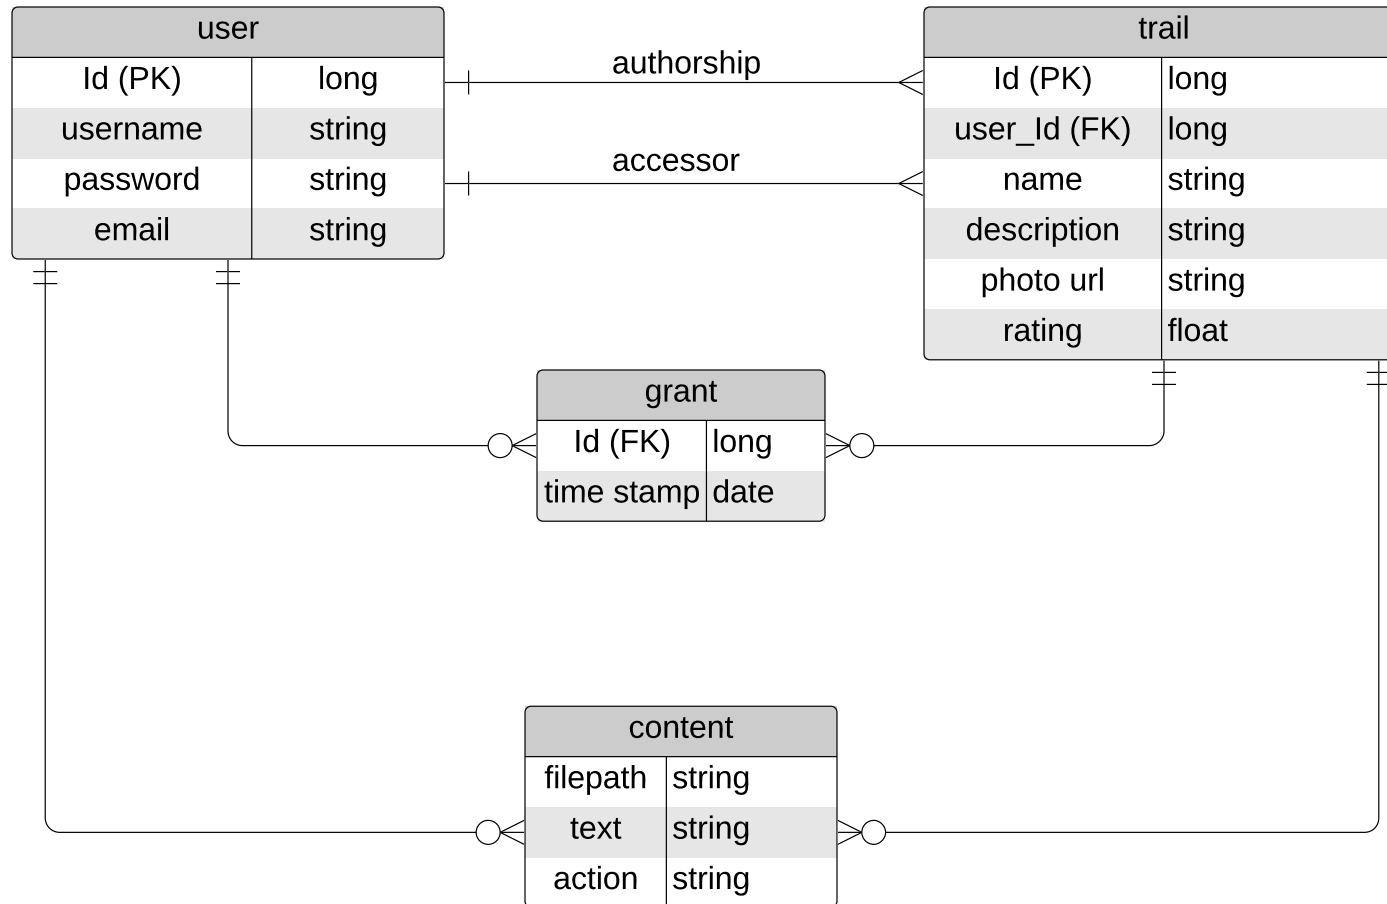 user
Id (PK) long
username string
password string
email string
authorship
accessor
trail
Id (PK) long
user_Id (FK) long
name string
description string
photo url string
rating float
grant
Id (FK) long
time stamp date
content
filepath string
text string
action string